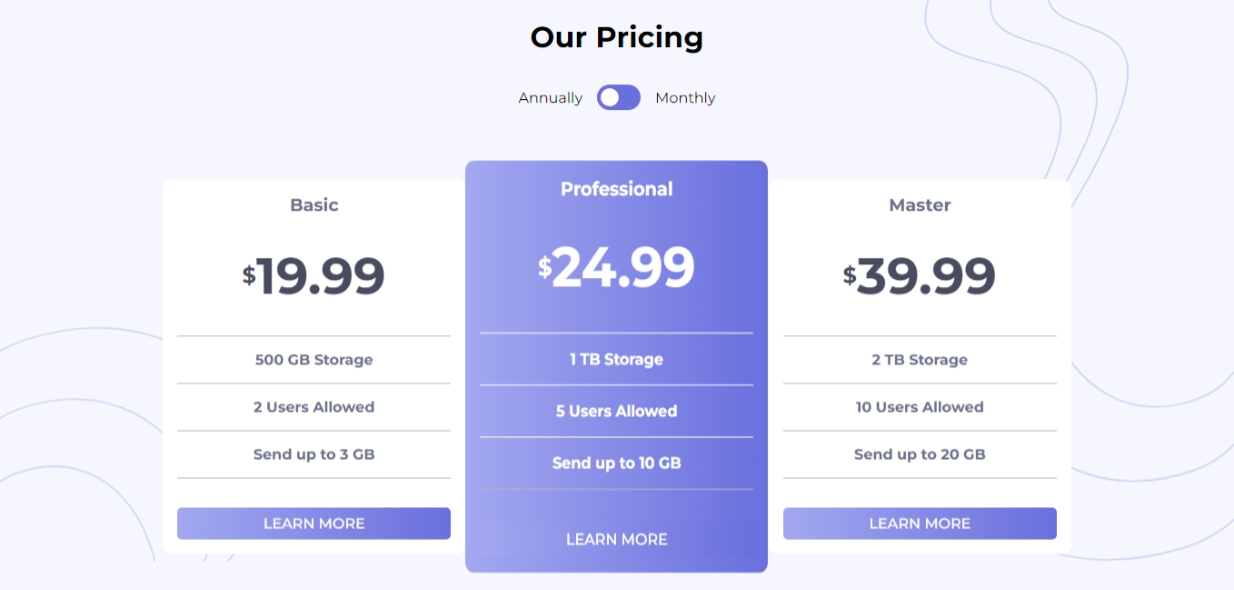 Our Pricing
Annually Monthly
Basic
$19.99
500 GB Storage
2 Users Allowed
Send up to 3 GB
LEARN MORE
Professional
$24.99
1 TB Storage
5 Users Allowed
Send up to 10 GB
LEARN MORE
Master
$39.99
2 TB Storage
10 Users Allowed
Send up to 20 GB
LEARN MORE